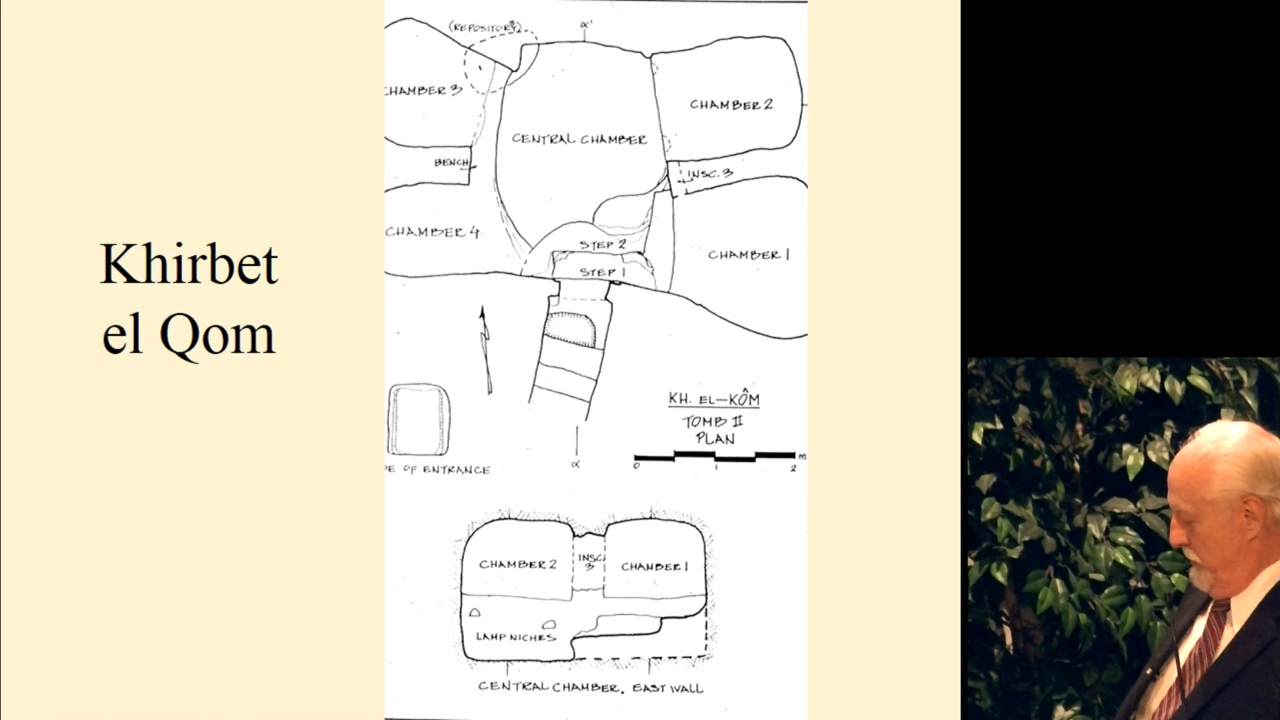 Khirbet
el Qom
(REPOSITORY?)
α'
CHAMBER 3
CHAMBER 2
CENTRAL CHAMBER
BENCH
INSC. 3
CHAMBER 4
STEP 2
CHAMBER 1
STEP 1
KH. EL–KÔM
TOMB II
PLAN
α
m
0 1 2
E OF ENTRANCE
CHAMBER 2
INSC.
3
CHAMBER 1
LAMP NICHES
CENTRAL CHAMBER, EAST WALL